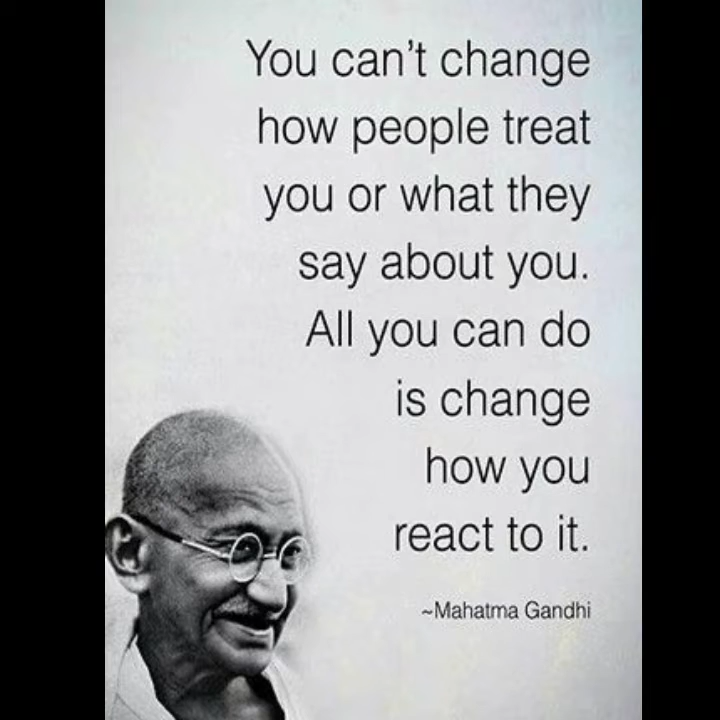 You can’t change
how people treat
you or what they
say about you.
All you can do
is change
how you
react to it.
~Mahatma Gandhi